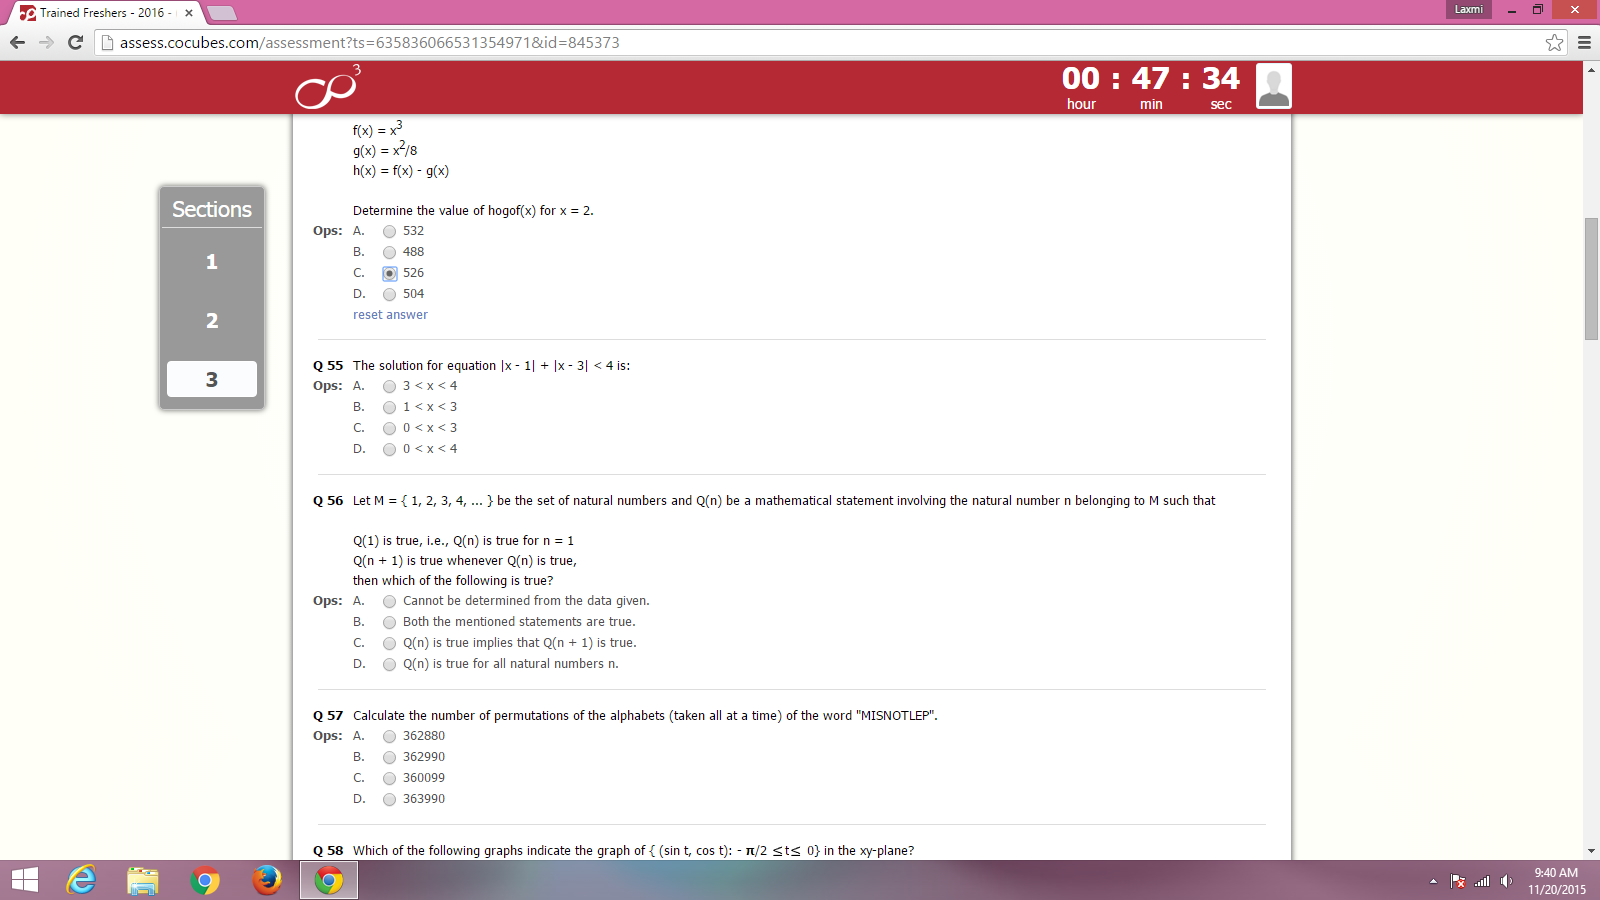 Trained Freshers - 2016 -
Laxmi
assess.cocubes.com/assessment?ts=635836066531354971&id=845373
3
00 : 47 : 34
hour min sec
f(x) = x3
g(x) = x2/8
h(x) = f(x) - g(x)
Determine the value of hogof(x) for x = 2.
Ops: A. 532
B. 488
C. 526
D. 504
reset answer
Sections
1
2
3
Q 55 The solution for equation |x - 1| + |x - 3| < 4 is:
Ops: A. 3 < x < 4
B. 1 < x < 3
C. 0 < x < 3
D. 0 < x < 4
Q 56 Let M = { 1, 2, 3, 4, ... } be the set of natural numbers and Q(n) be a mathematical statement involving the natural number n belonging to M such that
Q(1) is true, i.e., Q(n) is true for n = 1
Q(n + 1) is true whenever Q(n) is true,
then which of the following is true?
Ops: A. Cannot be determined from the data given.
B. Both the mentioned statements are true.
C. Q(n) is true implies that Q(n + 1) is true.
D. Q(n) is true for all natural numbers n.
Q 57 Calculate the number of permutations of the alphabets (taken all at a time) of the word "MISNOTLEP".
Ops: A. 362880
B. 362990
C. 360099
D. 363990
Q 58 Which of the following graphs indicate the graph of { (sin t, cos t): - π/2 ≤t≤ 0} in the xy-plane?
9:40 AM
11/20/2015